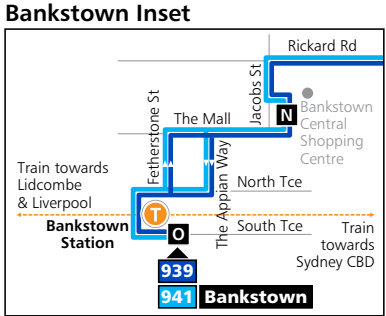 Bankstown Inset
Rickard Rd
Jacobs St
Fetherstone St
The Mall
N
Bankstown
Central
Shopping
Centre
The Appian Way
Train towards
Lidcombe
& Liverpool
North Tce
T
Bankstown
Station
O
South Tce
Train
towards
Sydney CBD
939
941 Bankstown